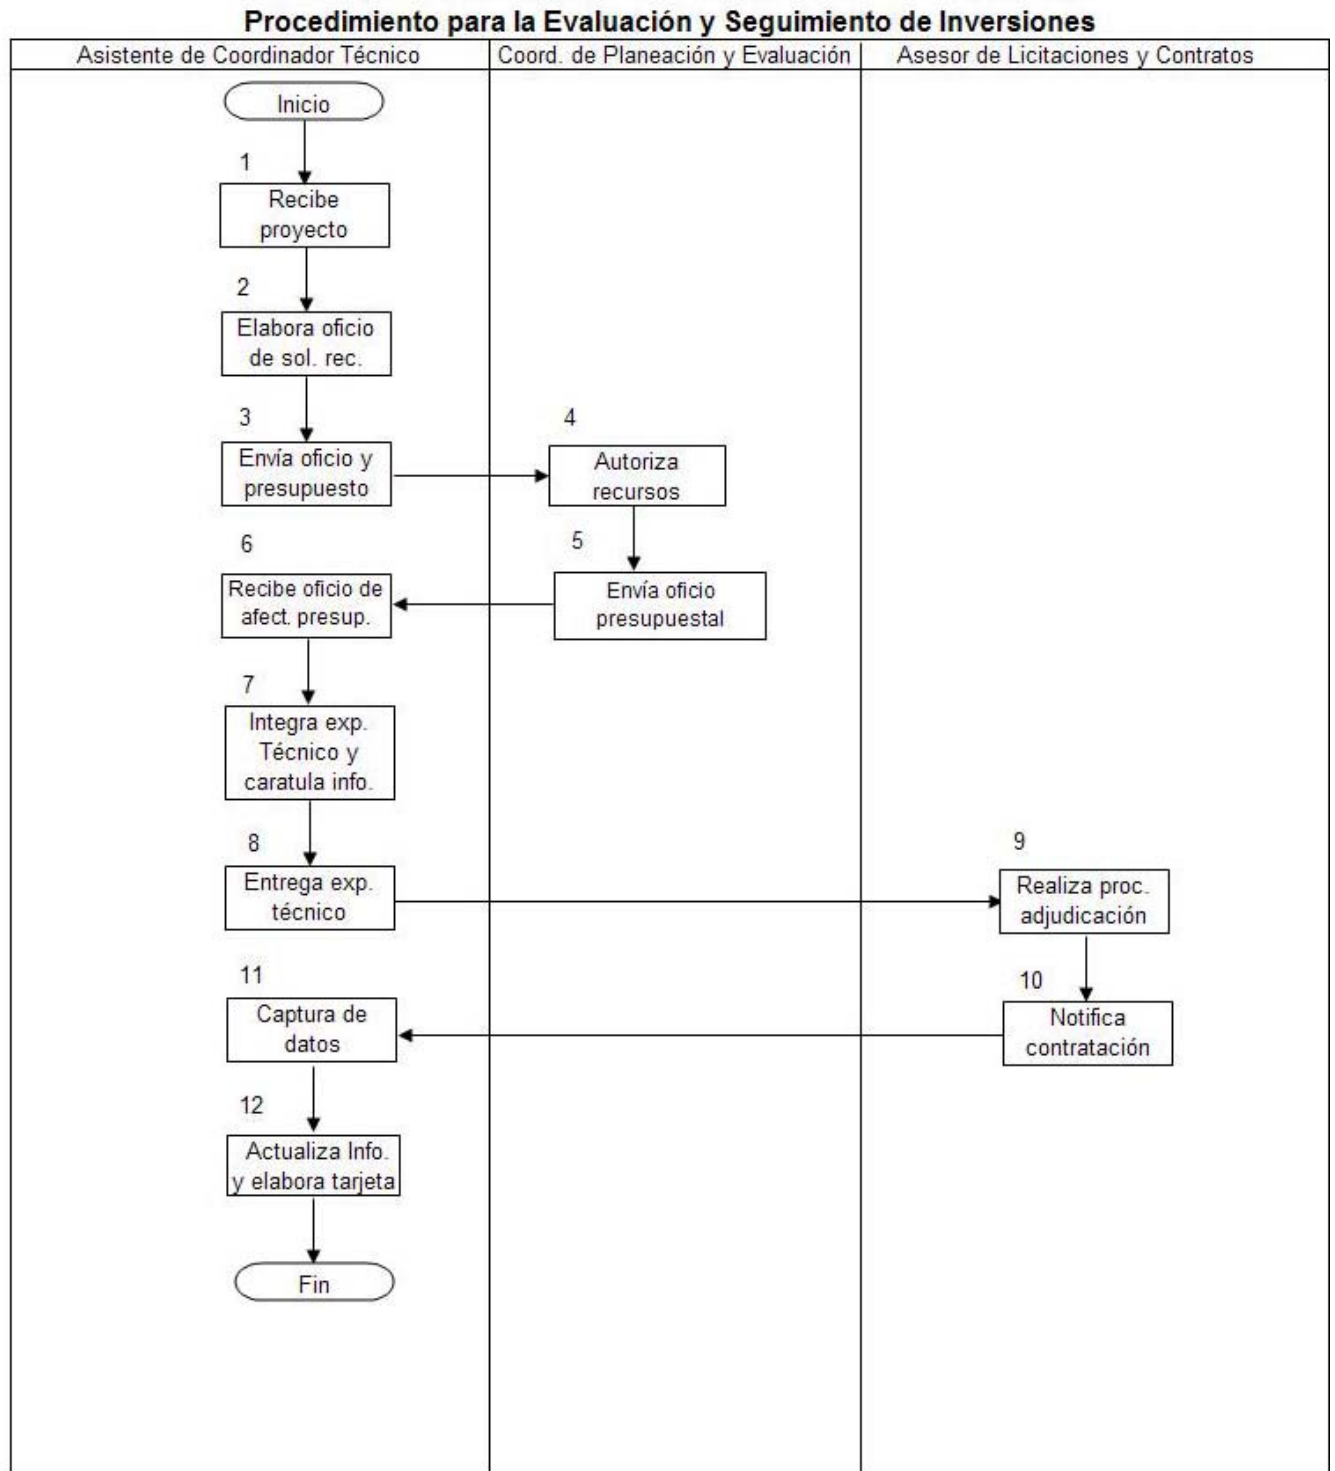 Procedimiento para la Evaluación y Seguimiento de Inversiones
Asistente de Coordinador Técnico
Coord. de Planeación y Evaluación
Asesor de Licitaciones y Contratos
Inicio
1
Recibe
proyecto
2
Elabora oficio
de sol. rec.
3
Envía oficio y
presupuesto
4
Autoriza
recursos
5
Envía oficio
presupuestal
6
Recibe oficio de
afect. presup.
7
Integra exp.
Técnico y
caratula info.
8
Entrega exp.
técnico
9
Realiza proc.
adjudicación
10
Notifica
contratación
11
Captura de
datos
12
Actualiza Info.
y elabora tarjeta
Fin